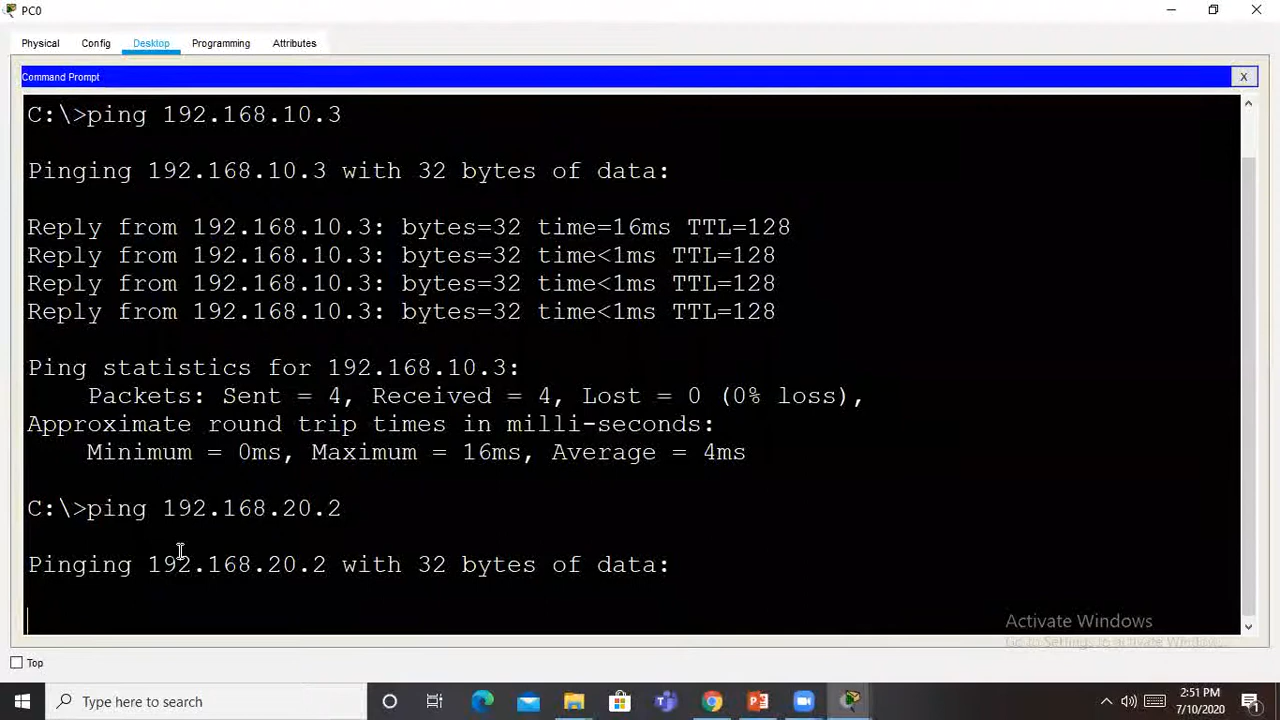 PC0
Physical Config Desktop Programming Attributes
Command Prompt X
C:\>ping 192.168.10.3
Pinging 192.168.10.3 with 32 bytes of data:
Reply from 192.168.10.3: bytes=32 time=16ms TTL=128
Reply from 192.168.10.3: bytes=32 time<1ms TTL=128
Reply from 192.168.10.3: bytes=32 time<1ms TTL=128
Reply from 192.168.10.3: bytes=32 time<1ms TTL=128
Ping statistics for 192.168.10.3:
Packets: Sent = 4, Received = 4, Lost = 0 (0% loss),
Approximate round trip times in milli-seconds:
Minimum = 0ms, Maximum = 16ms, Average = 4ms
C:\>ping 192.168.20.2
Pinging 192.168.20.2 with 32 bytes of data:
Activate Windows
Go to Settings to activate Windows.
Top
Type here to search
2:51 PM
7/10/2020